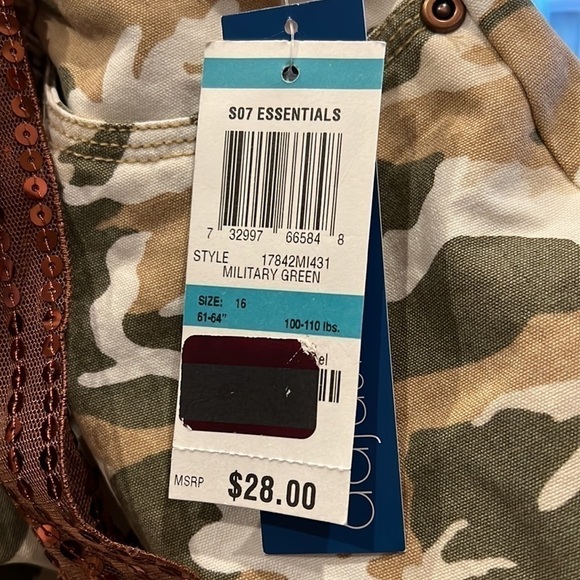 S07 ESSENTIALS
7 32997 66584 8
STYLE 17842MI431
MILITARY GREEN
SIZE: 16
61-64" 100-110 lbs.
el
MSRP $28.00